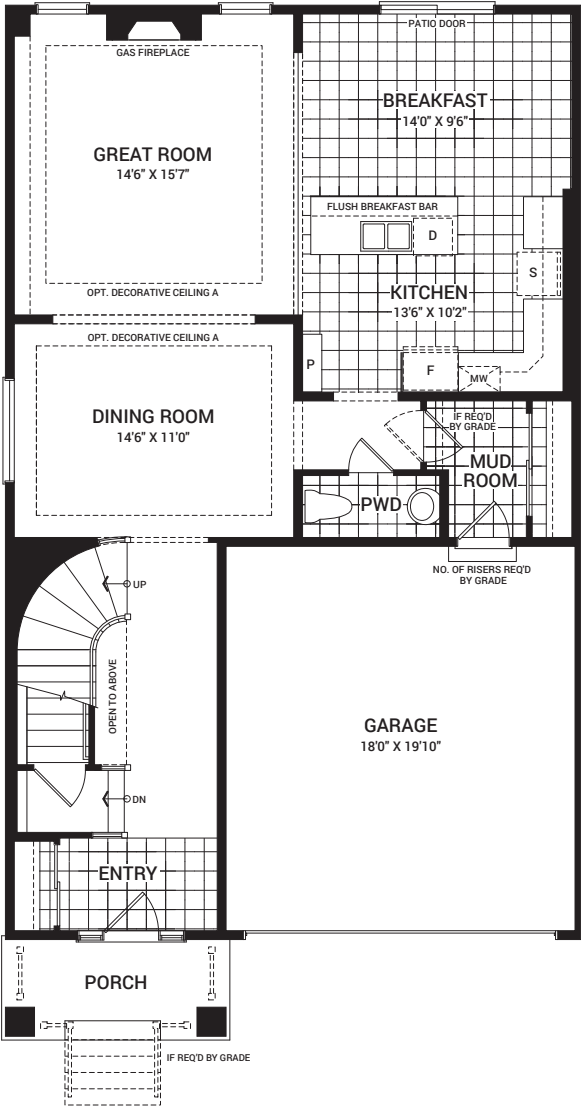 PATIO DOOR
GAS FIREPLACE
BREAKFAST
14'0" X 9'6"
GREAT ROOM
14'6" X 15'7"
FLUSH BREAKFAST BAR
D
S
OPT. DECORATIVE CEILING A
KITCHEN
13'6" X 10'2"
OPT. DECORATIVE CEILING A
P
F
MW
DINING ROOM
14'6" X 11'0"
IF REQ'D
BY GRADE
MUD
ROOM
PWD
NO. OF RISERS REQ'D
BY GRADE
UP
OPEN TO ABOVE
GARAGE
18'0" X 19'10"
DN
ENTRY
PORCH
IF REQ'D BY GRADE